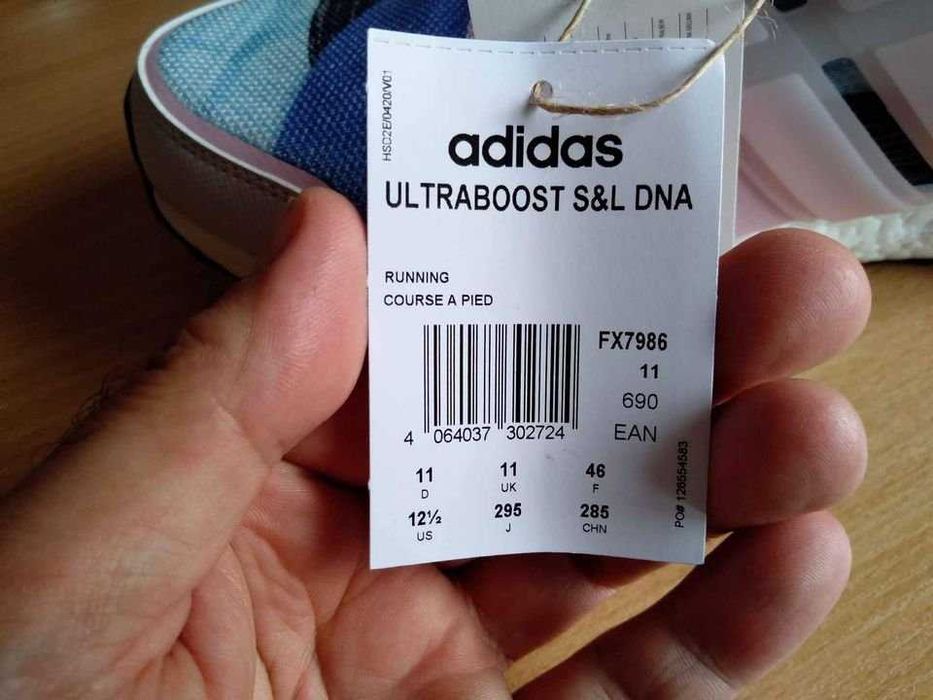 HSD2E/0420/V01
adidas
ULTRABOOST S&L DNA
RUNNING
COURSE A PIED
FX7986
11
690
EAN
4 064037 302724
11 11 46
D UK F
12½ 295 285
US J CHN
PO# 126554583